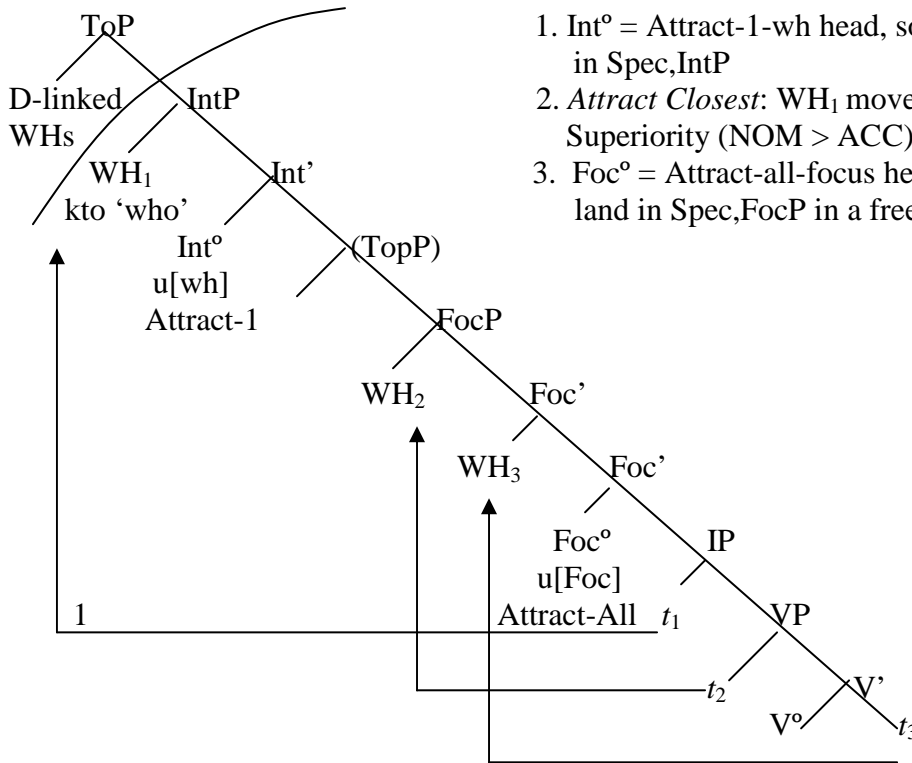 ToP
1. Intº = Attract-1-wh head, so
in Spec,IntP
2. Attract Closest: WH₁ move
Superiority (NOM > ACC)
3. Focº = Attract-all-focus he
land in Spec,FocP in a free
D-linked
WHs
IntP
WH₁
kto ‘who’
Int’
Intº
u[wh]
Attract-1
(TopP)
FocP
WH₂
Foc’
WH₃
Foc’
Focº
u[Foc]
Attract-All
IP
1
t₁
VP
t₂
V’
Vº
t₃